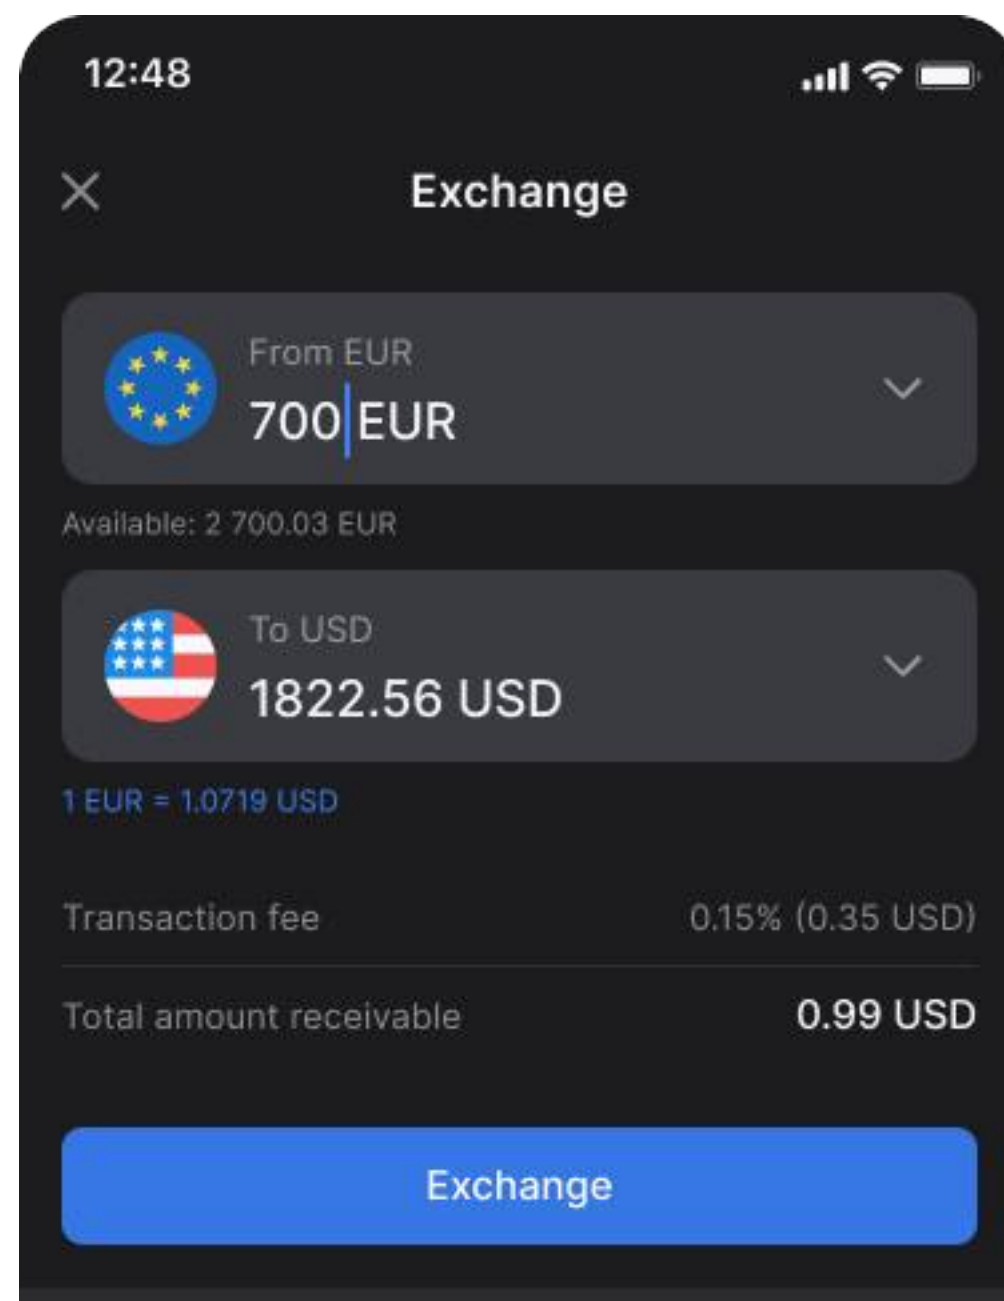 12:48
Exchange
From EUR
700 EUR
Available: 2 700.03 EUR
To USD
1822.56 USD
1 EUR = 1.0719 USD
Transaction fee 0.15% (0.35 USD)
Total amount receivable 0.99 USD
Exchange